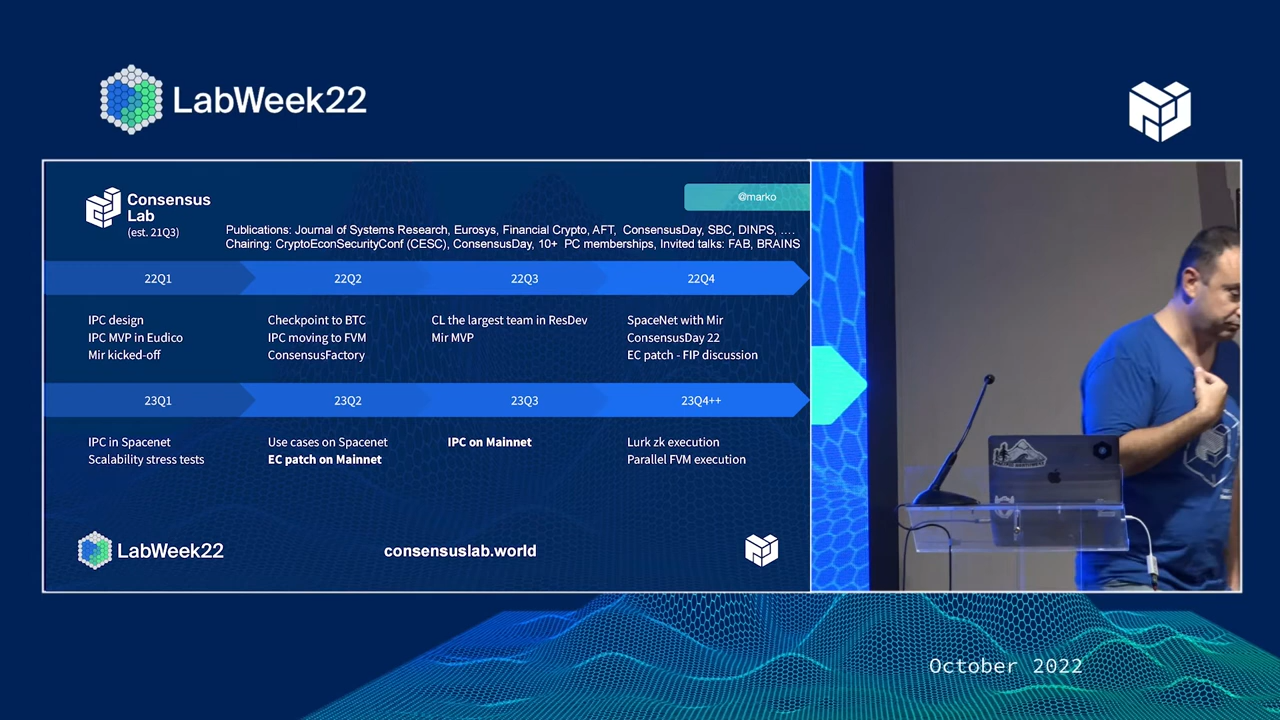 LabWeek22
Consensus
Lab
(est. 21Q3)
@marko
Publications: Journal of Systems Research, Eurosys, Financial Crypto, AFT, ConsensusDay, SBC, DINPS, ....
Chairing: CryptoEconSecurityConf (CESC), ConsensusDay, 10+ PC memberships, Invited talks: FAB, BRAINS
22Q1
22Q2
22Q3
22Q4
IPC design
IPC MVP in Eudico
Mir kicked-off
Checkpoint to BTC
IPC moving to FVM
ConsensusFactory
CL the largest team in ResDev
Mir MVP
SpaceNet with Mir
ConsensusDay 22
EC patch - FIP discussion
23Q1
23Q2
23Q3
23Q4++
IPC in Spacenet
Scalability stress tests
Use cases on Spacenet
EC patch on Mainnet
IPC on Mainnet
Lurk zk execution
Parallel FVM execution
LabWeek22
consensuslab.world
October 2022